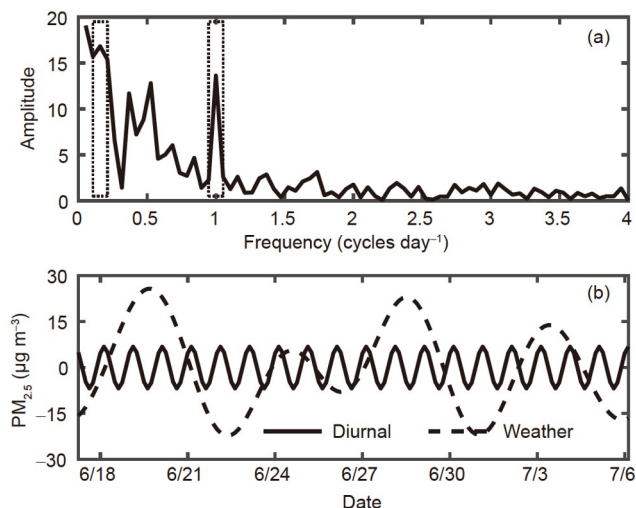 (a)
20
15
10
5
0
Amplitude
0 0.5 1 1.5 2 2.5 3 3.5 4
Frequency (cycles day⁻¹)
(b)
30
15
0
−15
−30
PM₂.₅ (µg m⁻³)
Diurnal Weather
6/18 6/21 6/24 6/27 6/30 7/3 7/6
Date